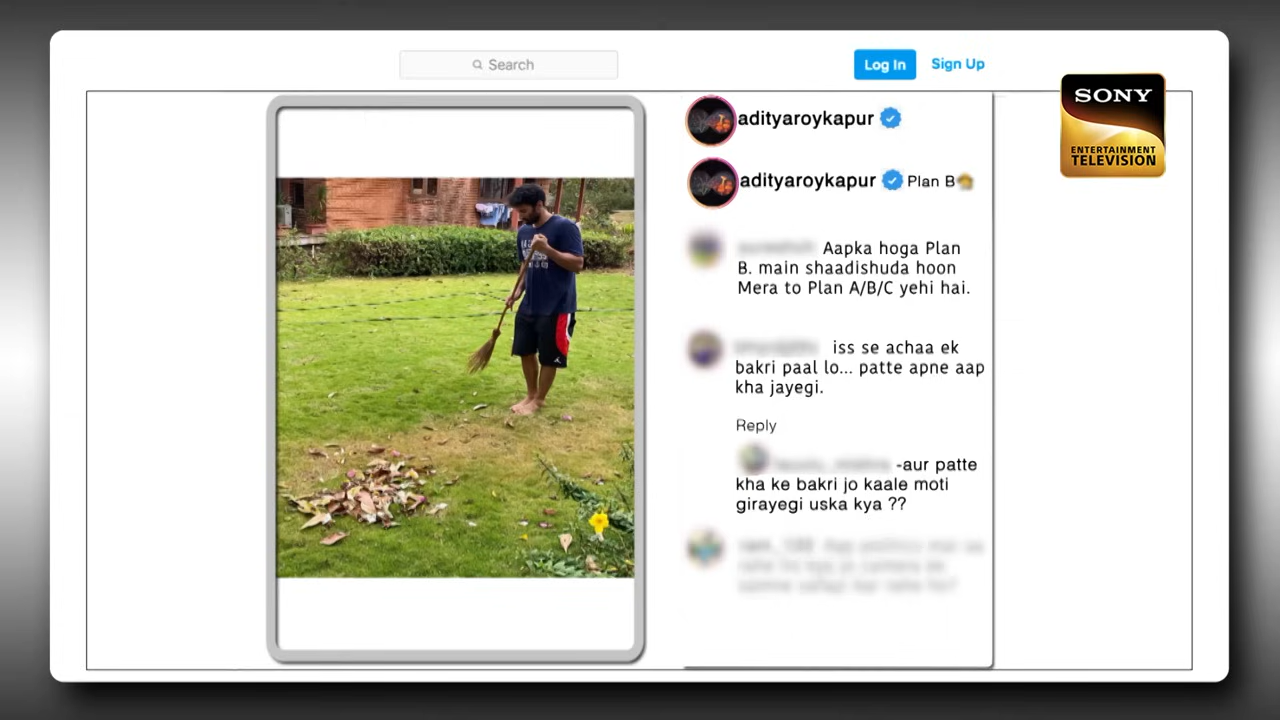 Search
Log In
Sign Up
SONY
ENTERTAINMENT
TELEVISION
adityaroykapur
adityaroykapur Plan B
Aapka hoga Plan
B. main shaadishuda hoon
Mera to Plan A/B/C yehi hai.
iss se achaa ek
bakri paal lo... patte apne aap
kha jayegi.
Reply
-aur patte
kha ke bakri jo kaale moti
girayegi uska kya ??